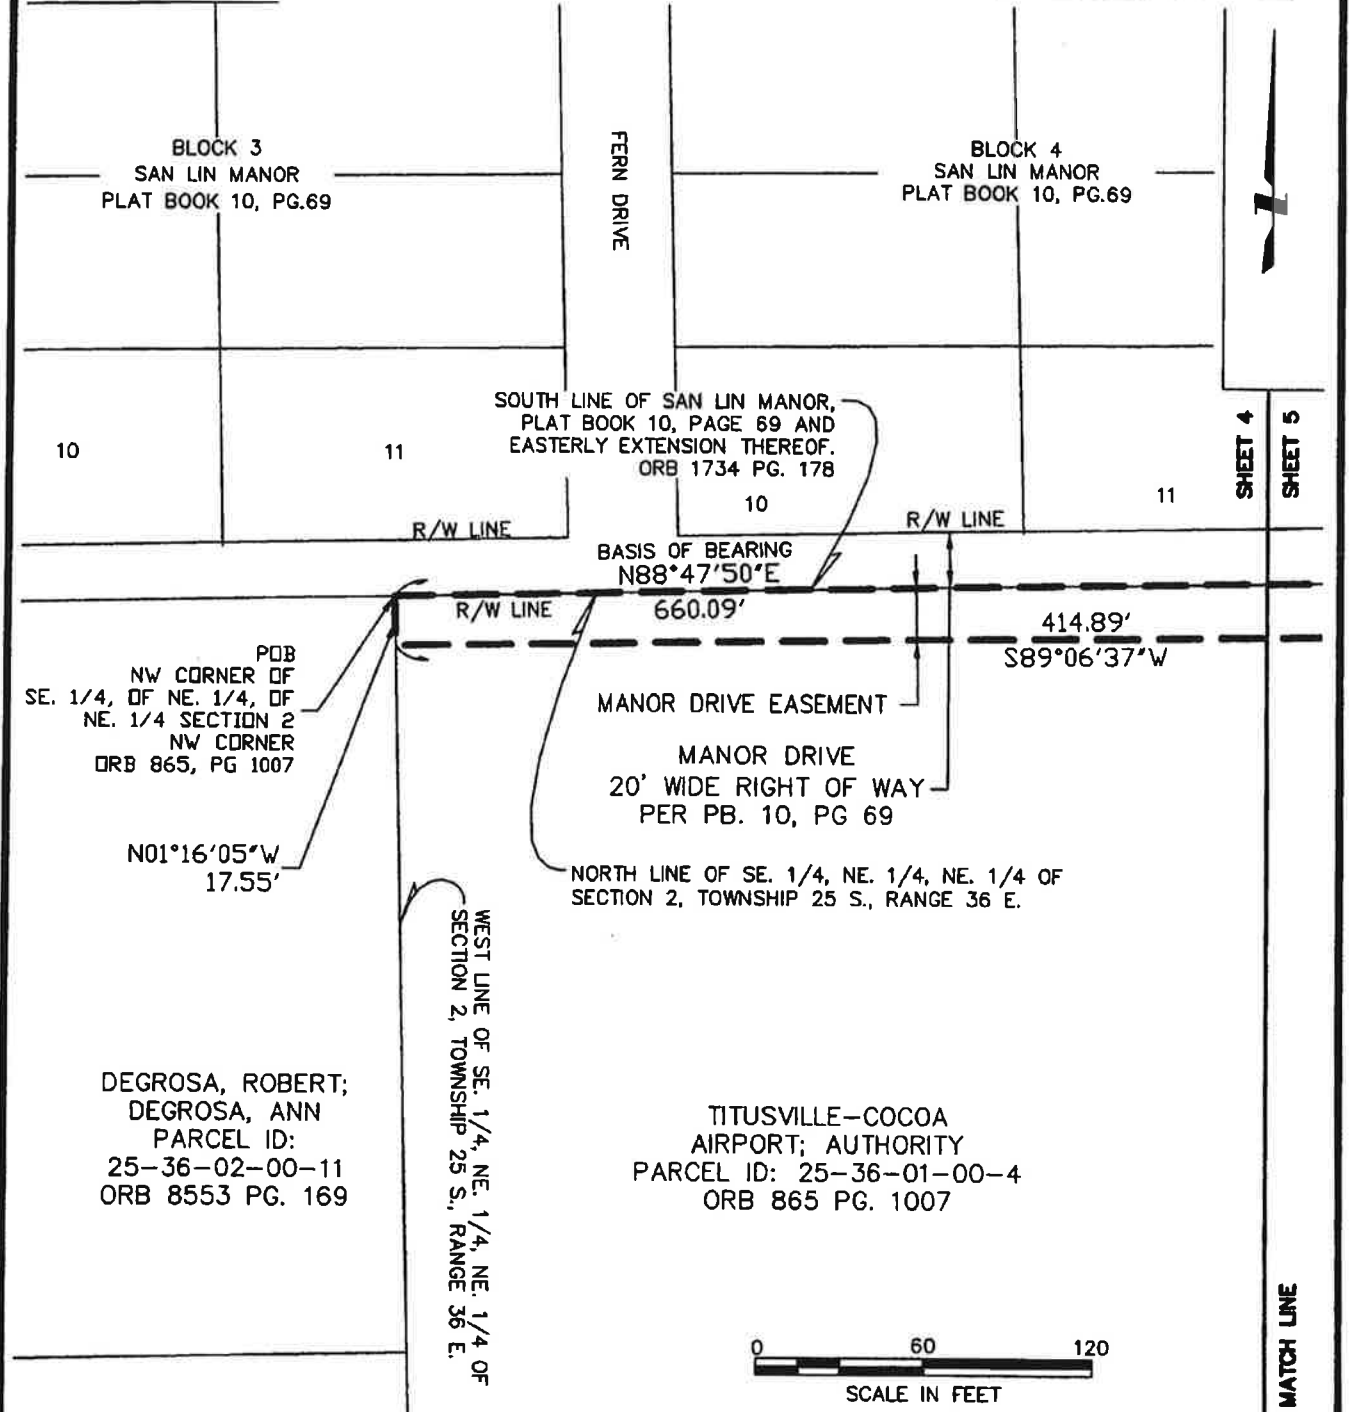 BLOCK 3
SAN LIN MANOR
PLAT BOOK 10, PG.69
FERN DRIVE
BLOCK 4
SAN LIN MANOR
PLAT BOOK 10, PG.69
SHEET 4
SHEET 5
SOUTH LINE OF SAN LIN MANOR,
PLAT BOOK 10, PAGE 69 AND
EASTERLY EXTENSION THEREOF.
ORB 1734 PG. 178
10
11
10
11
R/W LINE
R/W LINE
BASIS OF BEARING
N88°47'50"E
R/W LINE
660.09'
414.89'
S89°06'37"W
POB
NW CORNER OF
SE. 1/4, OF NE. 1/4, OF
NE. 1/4 SECTION 2
NW CORNER
ORB 865, PG 1007
MANOR DRIVE EASEMENT
MANOR DRIVE
20' WIDE RIGHT OF WAY
PER PB. 10, PG 69
N01°16'05"W
17.55'
NORTH LINE OF SE. 1/4, NE. 1/4, NE. 1/4 OF
SECTION 2, TOWNSHIP 25 S., RANGE 36 E.
WEST LINE OF SE. 1/4, NE. 1/4, NE. 1/4 OF
SECTION 2, TOWNSHIP 25 S., RANGE 36 E.
DEGROSA, ROBERT;
DEGROSA, ANN
PARCEL ID:
25-36-02-00-11
ORB 8553 PG. 169
TITUSVILLE-COCOA
AIRPORT; AUTHORITY
PARCEL ID: 25-36-01-00-4
ORB 865 PG. 1007
0 60 120
SCALE IN FEET
MATCH LINE